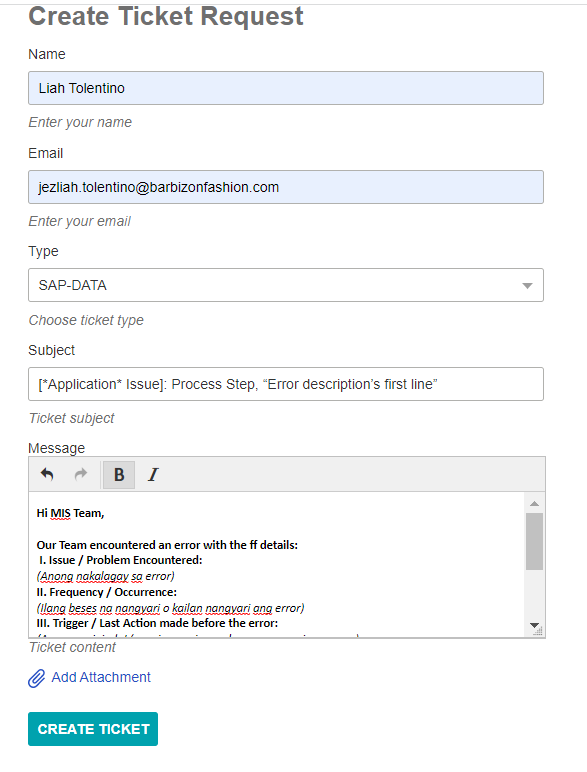 Create Ticket Request
Name
Liah Tolentino
Enter your name
Email
jezliah.tolentino@barbizonfashion.com
Enter your email
Type
SAP-DATA
Choose ticket type
Subject
[*Application* Issue]: Process Step, “Error description’s first line”
Ticket subject
Message
B I
Hi MIS Team,
Our Team encountered an error with the ff details:
I. Issue / Problem Encountered:
(Anong nakalagay sa error)
II. Frequency / Occurrence:
(Ilang beses na nangyari o kailan nangyari ang error)
III. Trigger / Last Action made before the error:
Ticket content
Add Attachment
CREATE TICKET